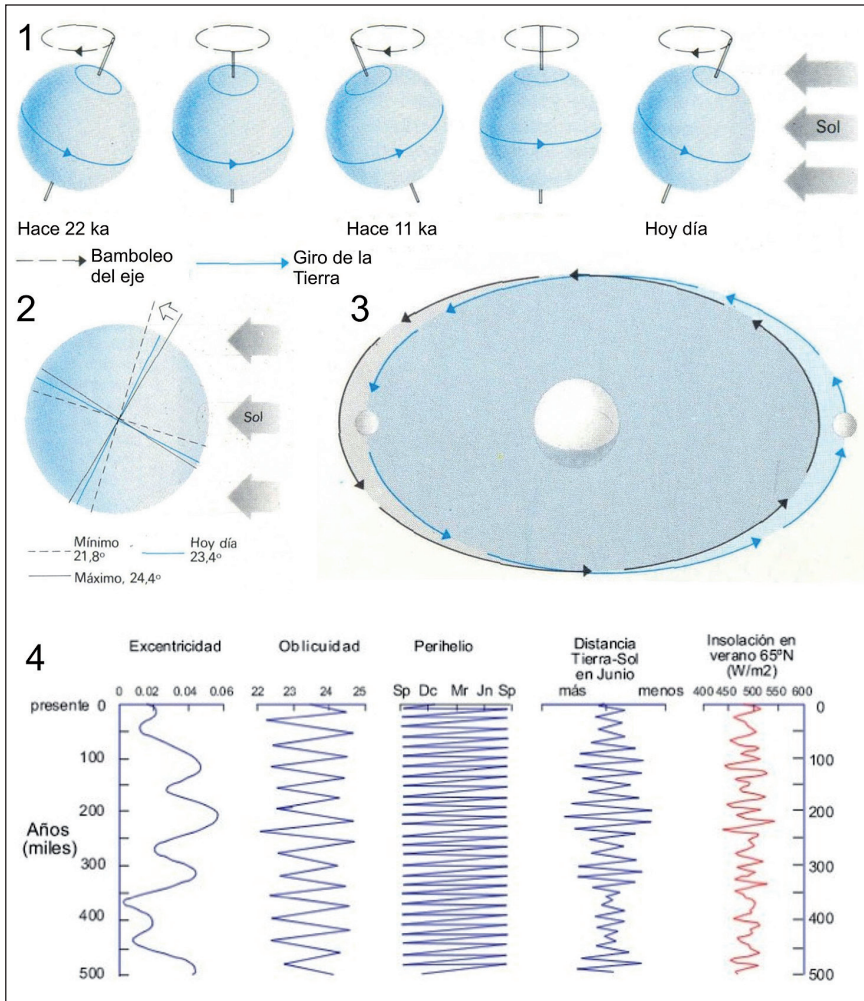 1
Sol
Hace 22 ka
Hace 11 ka
Hoy día
Bamboleo
del eje
Giro de la
Tierra
2
Sol
Mínimo
21,8º
Hoy día
23,4º
Máximo, 24,4º
3
4
Excentricidad
Oblicuidad
Perihelio
Distancia
Tierra-Sol
en Junio
Insolación en
verano 65ºN
(W/m2)
más
menos
0 0.02 0.04 0.06
22 23 24 25
Sp Dc Mr Jn Sp
400 450 500 550 600
presente
0
100
200
300
400
500
Años
(miles)
0
100
200
300
400
500